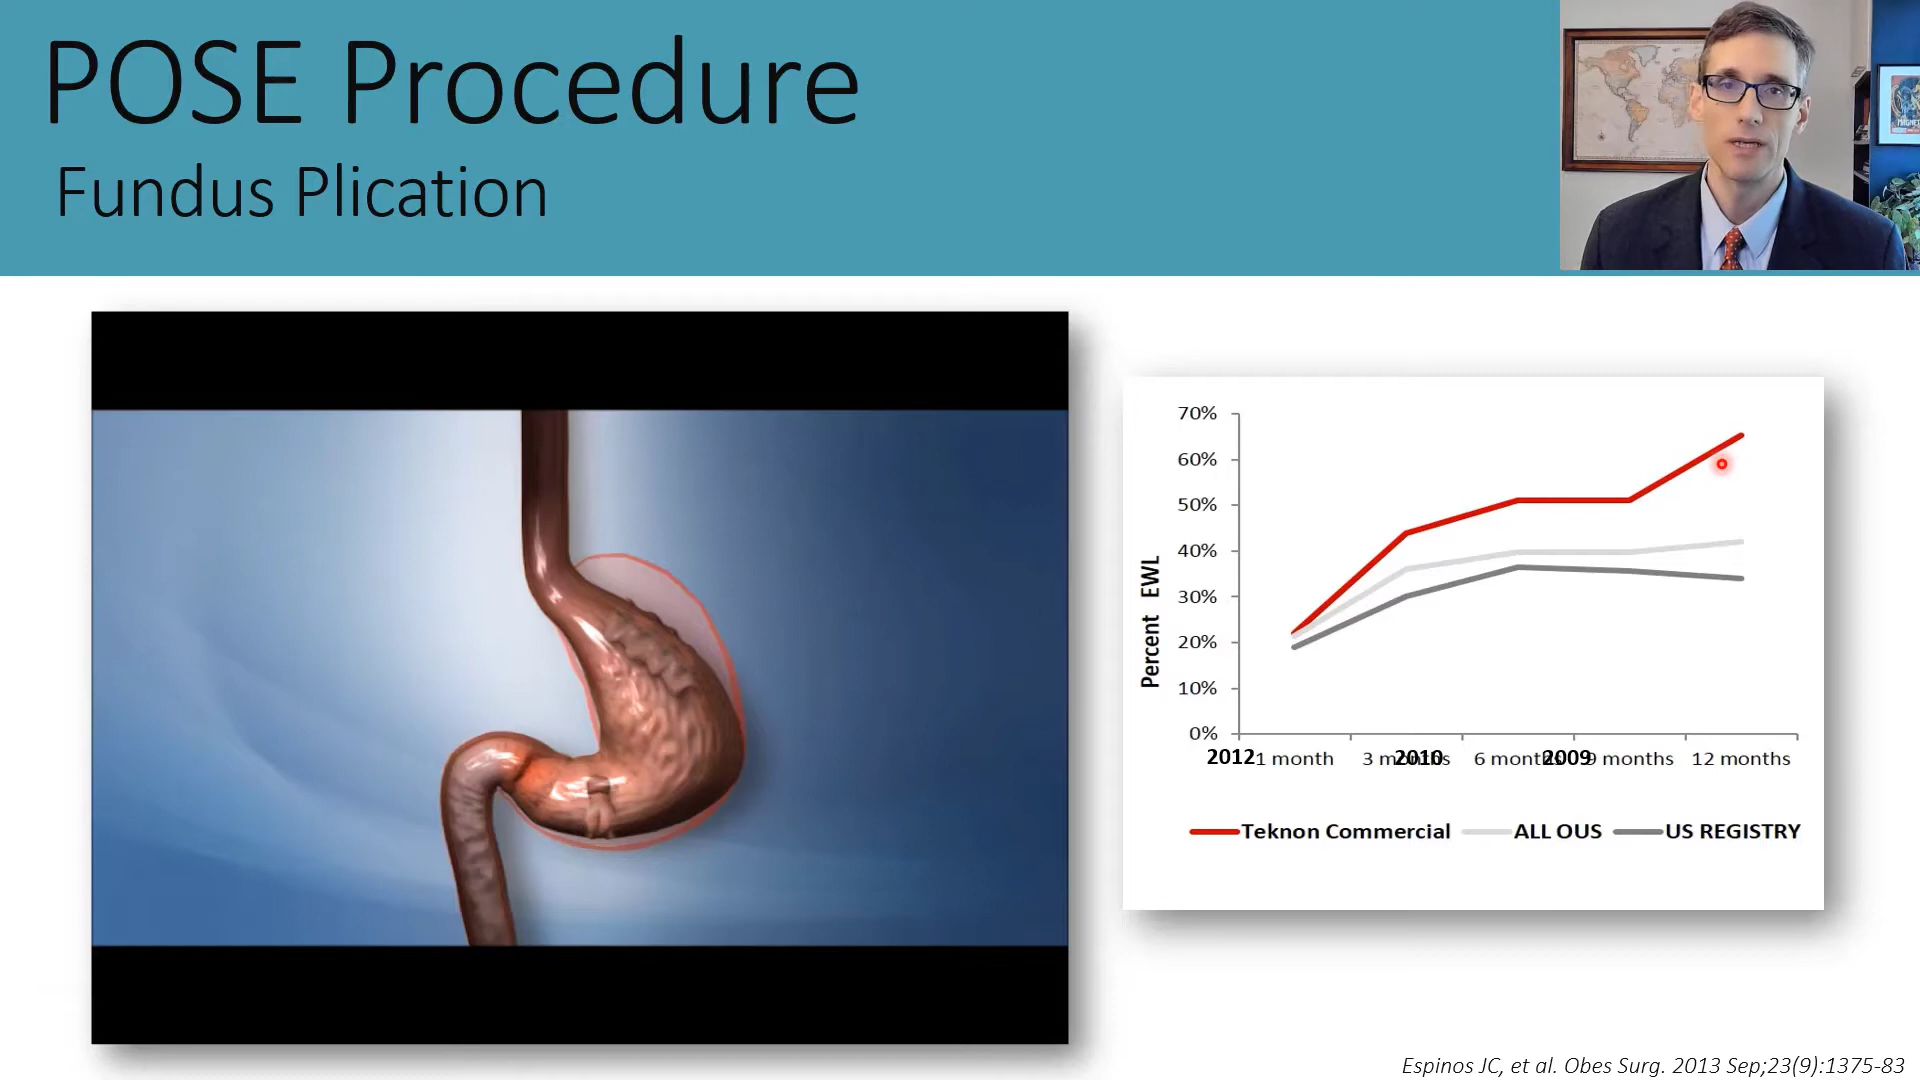 POSE Procedure
Fundus Plication
70%
60%
50%
40%
30%
20%
10%
0%
Percent EWL
2012 1 month 3 months 2010 6 months 2009 9 months 12 months
Teknon Commercial ALL OUS US REGISTRY
Espinos JC, et al. Obes Surg. 2013 Sep;23(9):1375-83